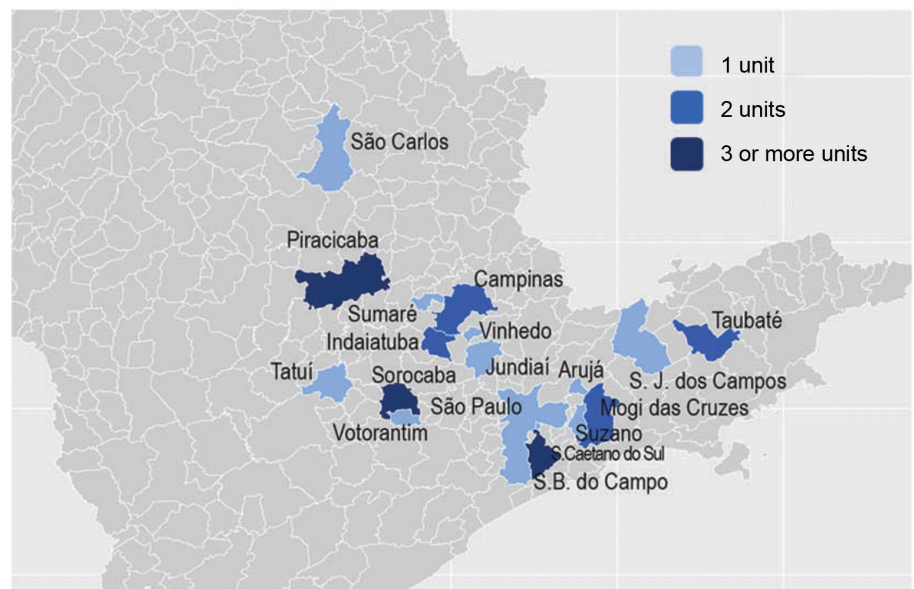 1 unit
2 units
3 or more units
São Carlos
Piracicaba
Campinas
Sumaré
Indaiatuba
Vinhedo
Taubaté
Jundiaí
Arujá
Tatuí
Sorocaba
S. J. dos Campos
São Paulo
Mogi das Cruzes
Votorantim
Suzano
S.Caetano do Sul
S.B. do Campo